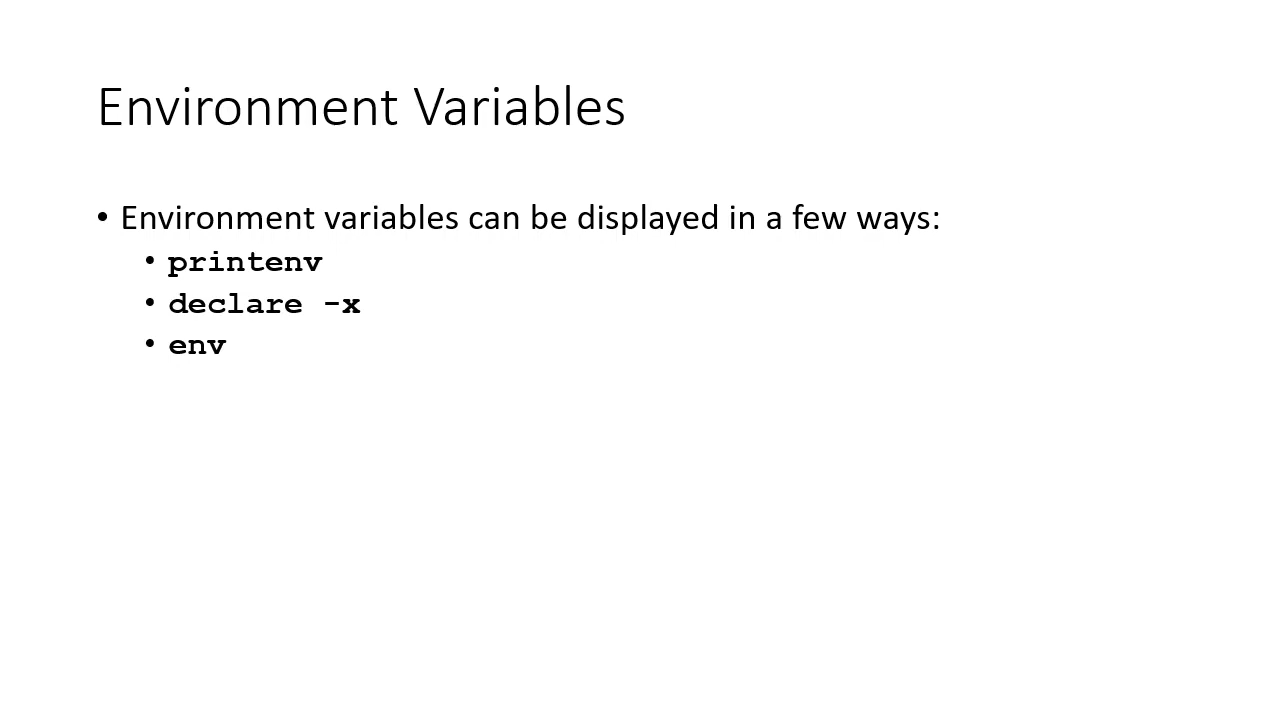 Environment Variables
• Environment variables can be displayed in a few ways:
• printenv
• declare -x
• env